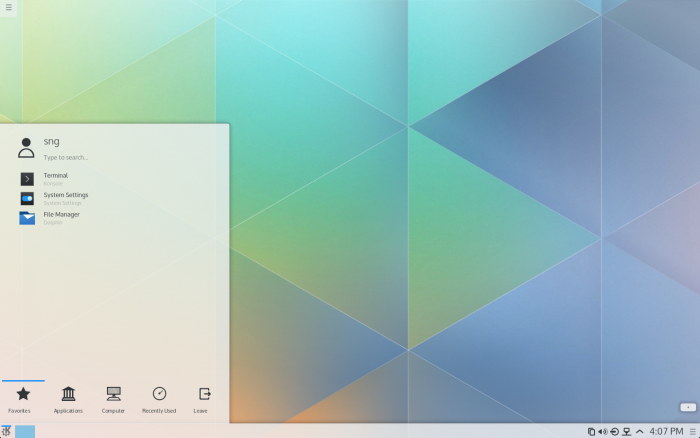 sng
Type to search...
Terminal
Konsole
System Settings
System Settings
File Manager
Dolphin
Favorites Applications Computer Recently Used Leave
4:07 PM